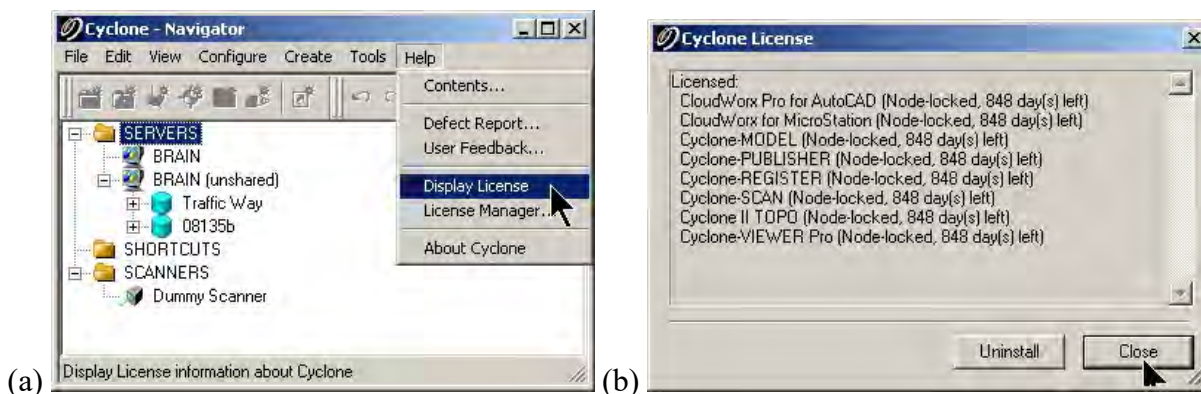 Cyclone - Navigator
File Edit View Configure Create Tools Help
Contents...
Defect Report...
User Feedback...
Display License
License Manager...
About Cyclone
SERVERS
BRAIN
BRAIN (unshared)
Traffic Way
08135b
SHORTCUTS
SCANNERS
Dummy Scanner
Display License information about Cyclone
(a)
Cyclone License
Licensed:
CloudWorx Pro for AutoCAD (Node-locked, 848 day(s) left)
CloudWorx for MicroStation (Node-locked, 848 day(s) left)
Cyclone-MODEL (Node-locked, 848 day(s) left)
Cyclone-PUBLISHER (Node-locked, 848 day(s) left)
Cyclone-REGISTER (Node-locked, 848 day(s) left)
Cyclone-SCAN (Node-locked, 848 day(s) left)
Cyclone II TOPO (Node-locked, 848 day(s) left)
Cyclone-VIEWER Pro (Node-locked, 848 day(s) left)
Uninstall Close
(b)